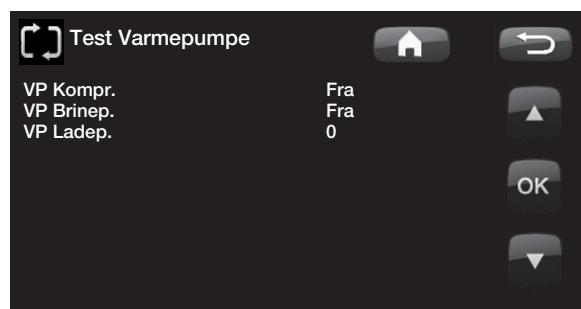 Test Varmepumpe
VP Kompr. Fra
VP Brinep. Fra
VP Ladep. 0
OK